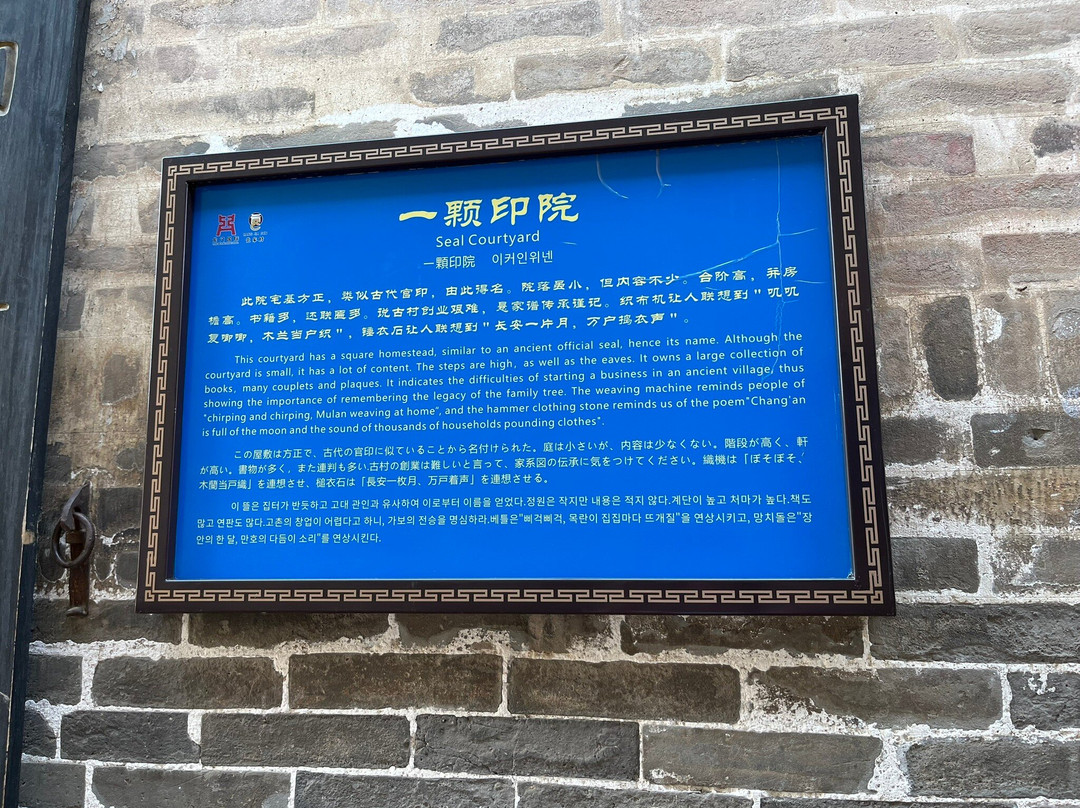 一颗印院
Seal Courtyard
一顆印院 이커인위넨
此院宅基方正，类似古代官印，由此得名。院落虽小，但内容不少。台阶高，并房
檐高。书籍多，还联匾多。说古村创业艰难，是家谱传承谨记。织布机让人联想到＂叽叽
复唧唧，木兰当户织＂，锤衣石让人联想到＂长安一片月，万户捣衣声＂。
This courtyard has a square homestead, similar to an ancient official seal, hence its name. Although the
courtyard is small, it has a lot of content. The steps are high, as well as the eaves. It owns a large collection of
books, many couplets and plaques. It indicates the difficulties of starting a business in an ancient village, thus
showing the importance of remembering the legacy of the family tree. The weaving machine reminds people of
"chirping and chirping, Mulan weaving at home", and the hammer clothing stone reminds us of the poem"Chang'an
is full of the moon and the sound of thousands of households pounding clothes".
この屋敷は方正で、古代の官印に似ていることから名付けられた。庭は小さいが、内容は少なくない。階段が高く、軒
が高い。書物が多く，また連判も多い.古村の創業は難しいと言って、家系図の伝承に気をつけてください。織機は「ぼそぼそ、
木蘭当戸織」を連想させ、槌衣石は「長安一枚月、万戸着声」を連想させる。
이 뜰은 집터가 반듯하고 고대 관인과 유사하여 이로부터 이름을 얻었다.정원은 작지만 내용은 적지 않다.계단이 높고 처마가 높다.책도
많고 연판도 많다.고촌의 창업이 어렵다고 하니, 가보의 전승을 명심하라.베틀은"삐걱삐걱, 목란이 집집마다 뜨개질"을 연상시키고, 망치돌은"장
안의 한 달, 만호의 다듬이 소리"를 연상시킨다.